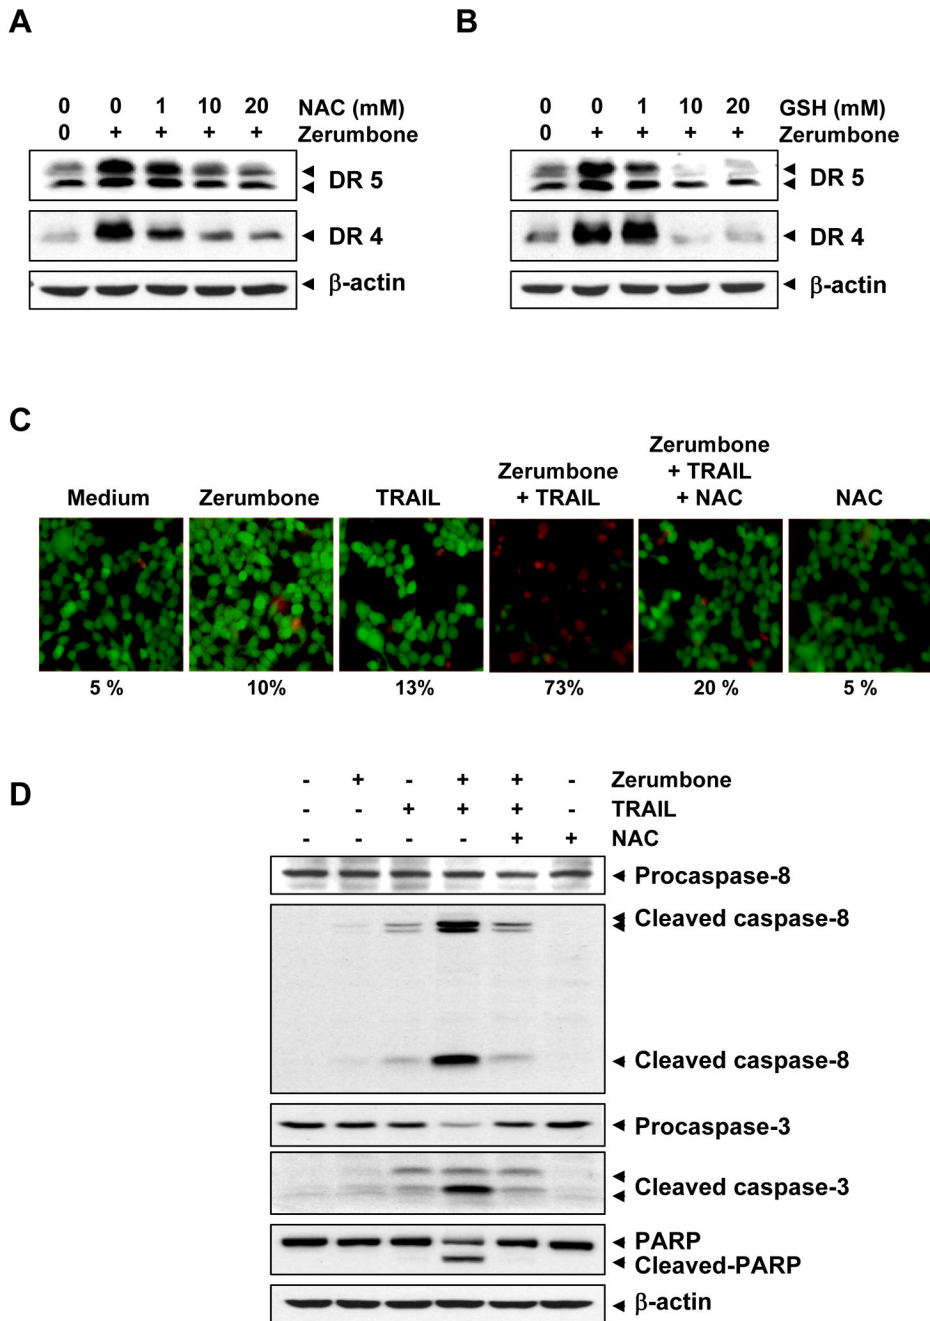 A
0 0 1 10 20 NAC (mM)
0 + + + + Zerumbone
DR 5
DR 4
β-actin
B
0 0 1 10 20 GSH (mM)
0 + + + + Zerumbone
DR 5
DR 4
β-actin
C
Medium
Zerumbone
TRAIL
Zerumbone
+ TRAIL
Zerumbone
+ TRAIL
+ NAC
NAC
5 % 10% 13% 73% 20 % 5 %
D
- + - + + - Zerumbone
- - + + + - TRAIL
- - - - + + NAC
Procaspase-8
Cleaved caspase-8
Cleaved caspase-8
Procaspase-3
Cleaved caspase-3
PARP
Cleaved-PARP
β-actin